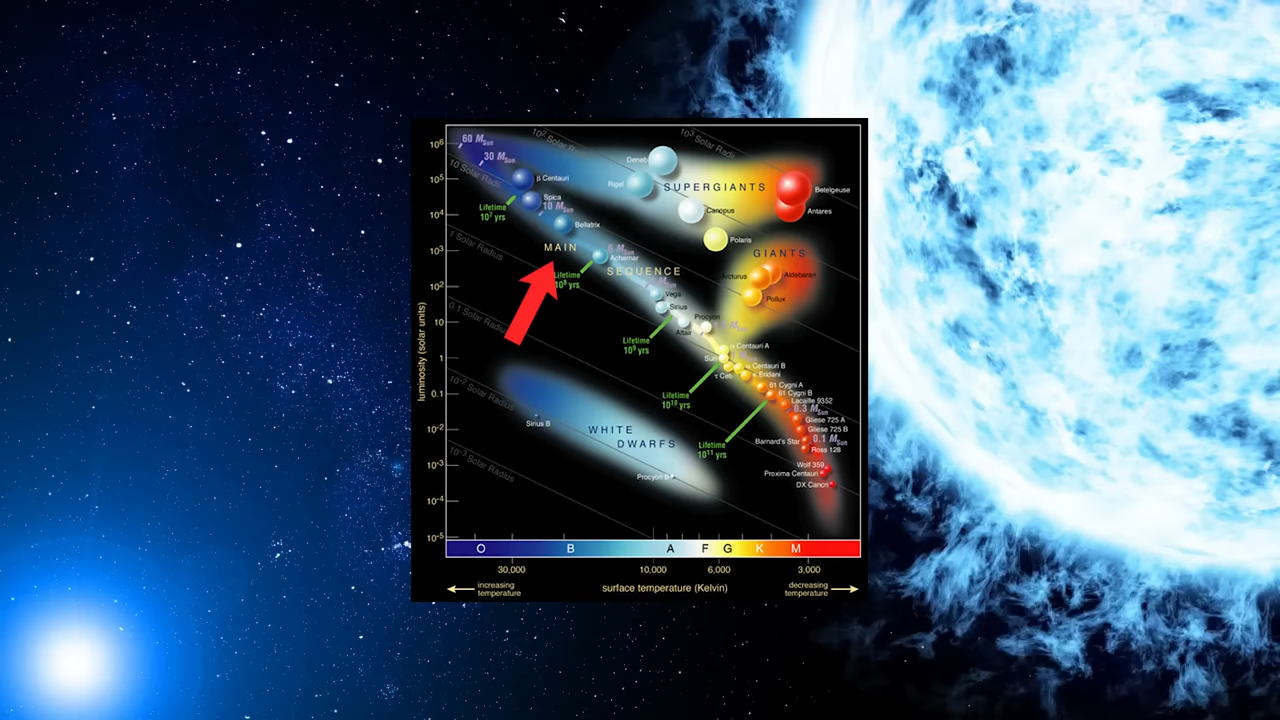 60 MSun
30 MSun
10² Solar Radii
10³ Solar Radii
10⁶
Deneb
10 Solar Radii
β Centauri
Rigel
SUPERGIANTS
Betelgeuse
10⁵
Spica
Lifetime
10⁷ yrs
10 MSun
Canopus
Antares
10⁴
Bellatrix
Polaris
1 Solar Radius
MAIN
6 MSun
Achernar
GIANTS
10³
SEQUENCE
Lifetime
10⁸ yrs
Arcturus
Aldebaran
10²
Vega
Pollux
0.1 Solar Radius
Sirius
10
Procyon
Altair
Lifetime
10⁹ yrs
α Centauri A
1
Sun
α Centauri B
τ Ceti
ε Eridani
10⁻² Solar Radius
61 Cygni A
61 Cygni B
0.1
Lifetime
10¹⁰ yrs
Lacaille 9352
0.3 MSun
Gliese 725 A
Sirius B
WHITE
DWARFS
Gliese 725 B
10⁻²
Lifetime
10¹¹ yrs
Barnard's Star
0.1 MSun
Ross 128
10⁻³ Solar Radius
10⁻³
Wolf 359
Procyon B
Proxima Centauri
DX Cancri
10⁻⁴
10⁻⁵
luminosity (solar units)
O B A F G K M
30,000 10,000 6,000 3,000
increasing
temperature
surface temperature (Kelvin)
decreasing
temperature